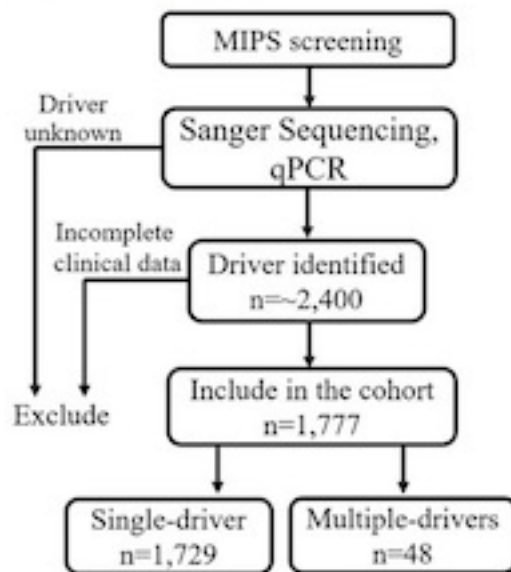 MIPS screening
Driver
unknown
Sanger Sequencing,
qPCR
Incomplete
clinical data
Driver identified
n=~2,400
Exclude
Include in the cohort
n=1,777
Single-driver
n=1,729
Multiple-drivers
n=48